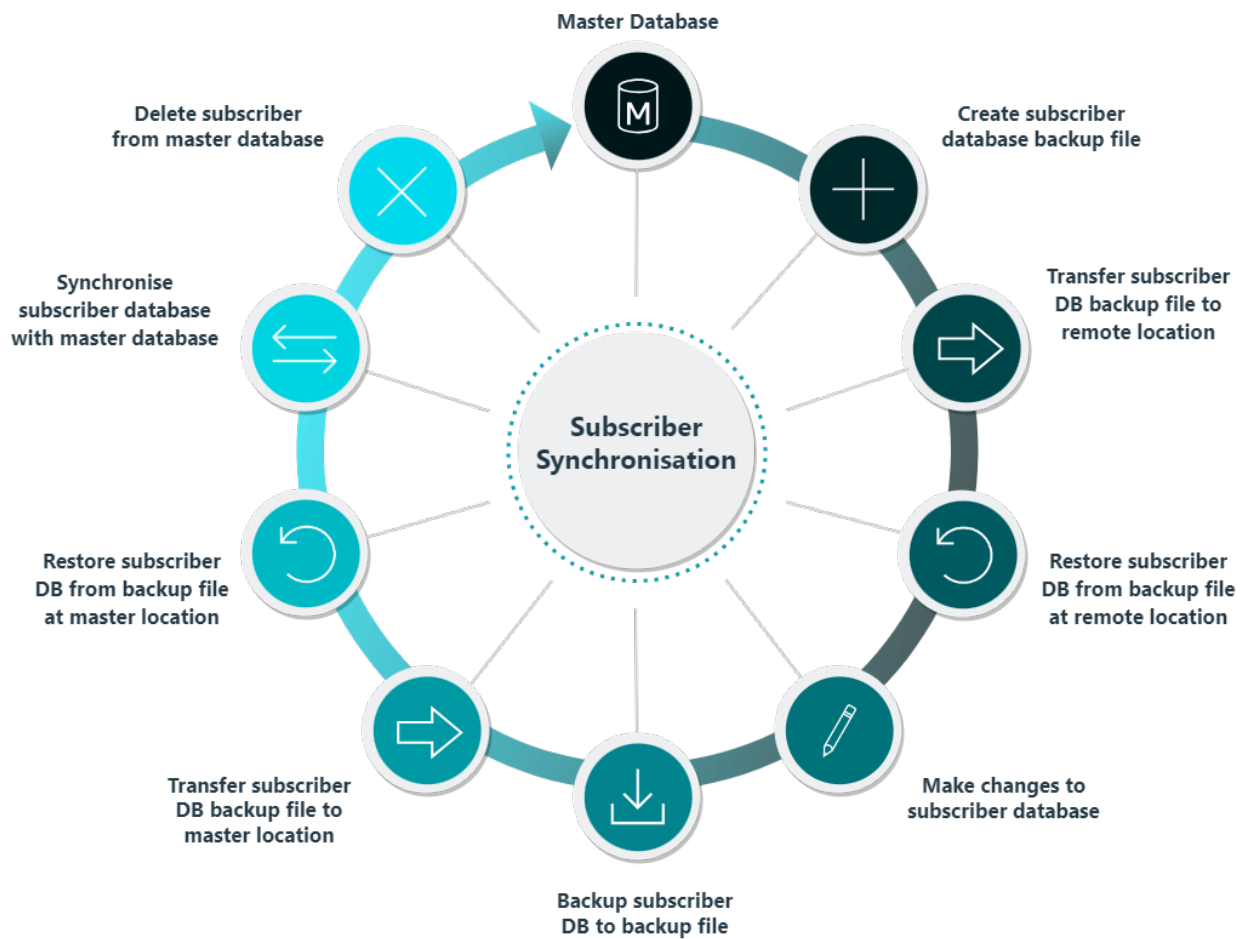 Master Database
M
Create subscriber
database backup file
Transfer subscriber
DB backup file to
remote location
Restore subscriber
DB from backup file
at remote location
Make changes to
subscriber database
Backup subscriber
DB to backup file
Transfer subscriber
DB backup file to
master location
Restore subscriber
DB from backup file
at master location
Synchronise
subscriber database
with master database
Delete subscriber
from master database
Subscriber
Synchronisation